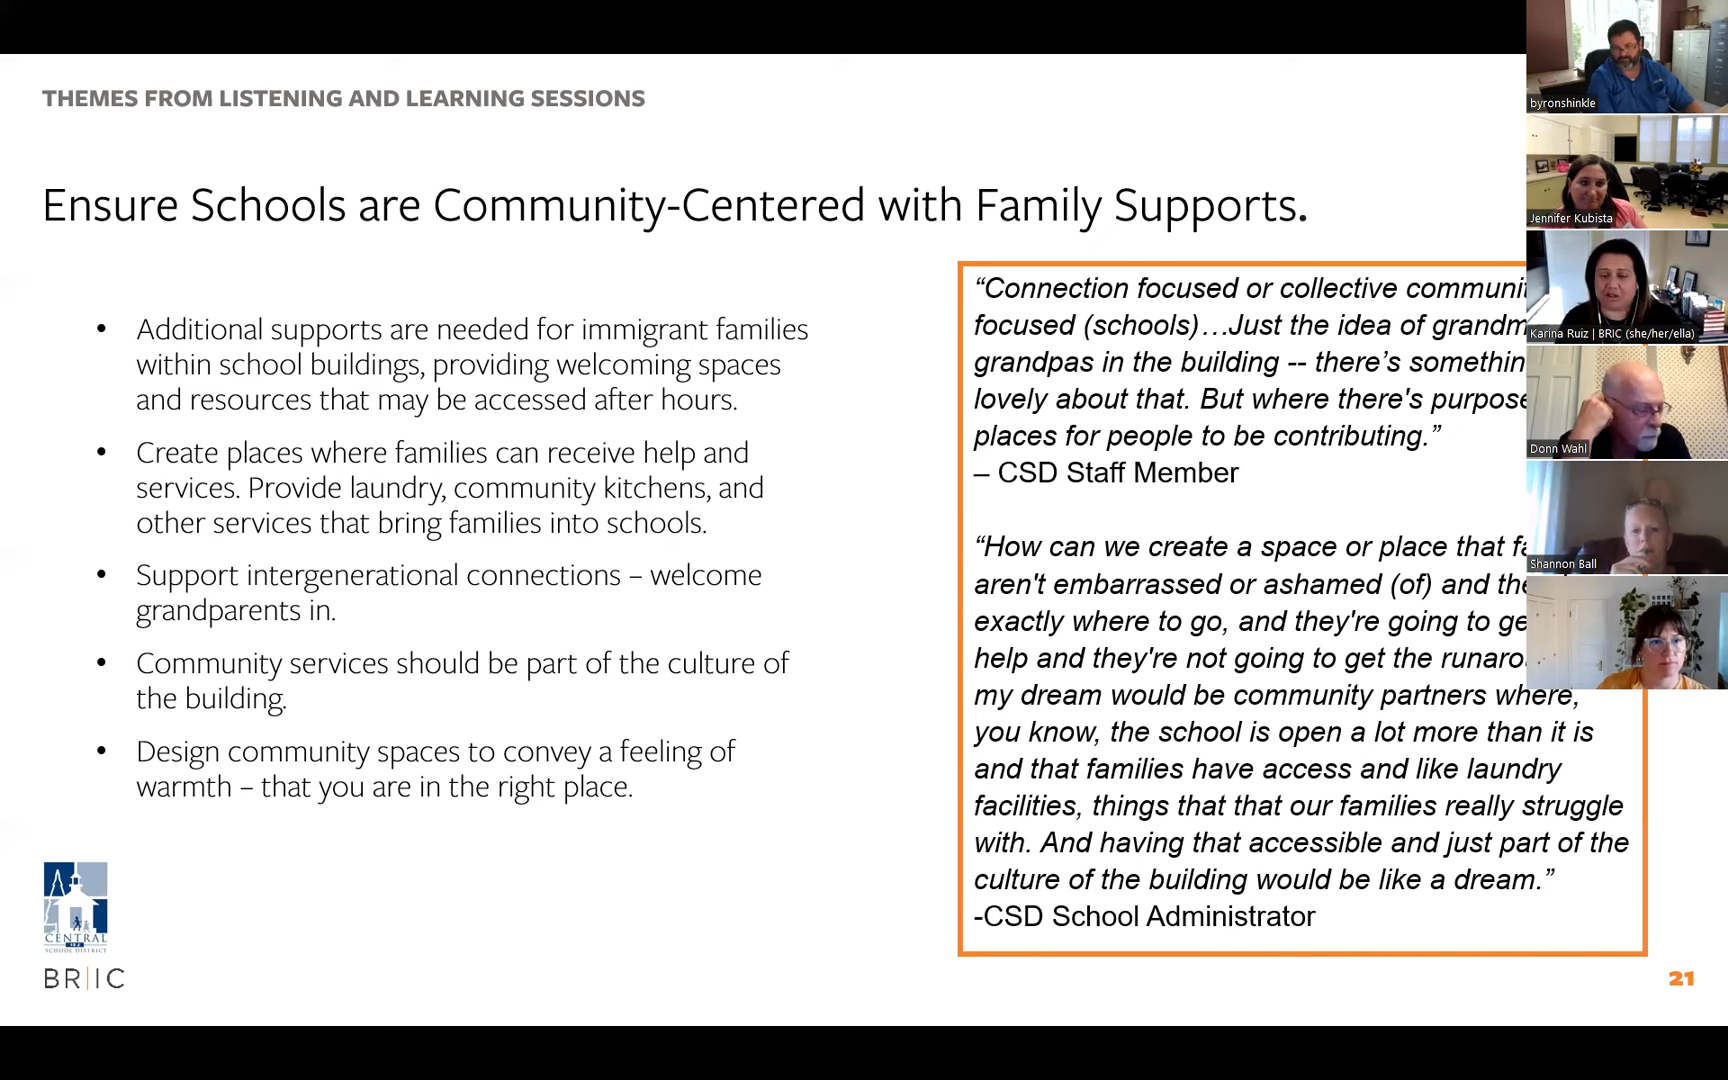 THEMES FROM LISTENING AND LEARNING SESSIONS
Ensure Schools are Community-Centered with Family Supports.
• Additional supports are needed for immigrant families
within school buildings, providing welcoming spaces
and resources that may be accessed after hours.
• Create places where families can receive help and
services. Provide laundry, community kitchens, and
other services that bring families into schools.
• Support intergenerational connections – welcome
grandparents in.
• Community services should be part of the culture of
the building.
• Design community spaces to convey a feeling of
warmth – that you are in the right place.
“Connection focused or collective
focused (schools)…Just the idea of
grandpas in the building -- there’s
lovely about that. But where there's
places for people to be contributing.”
– CSD Staff Member
“How can we create a space or place that
aren't embarrassed or ashamed (of) and
exactly where to go, and they're going to
help and they're not going to get the
my dream would be community partners where,
you know, the school is open a lot more than it is
and that families have access and like laundry
facilities, things that that our families really struggle
with. And having that accessible and just part of the
culture of the building would be like a dream.”
-CSD School Administrator
CENTRAL
SCHOOL DISTRICT
BR|IC
21
byronshinkle
Jennifer Kubista
Karina Ruiz | BRIC (she/her/ella)
Donn Wahl
Shannon Ball